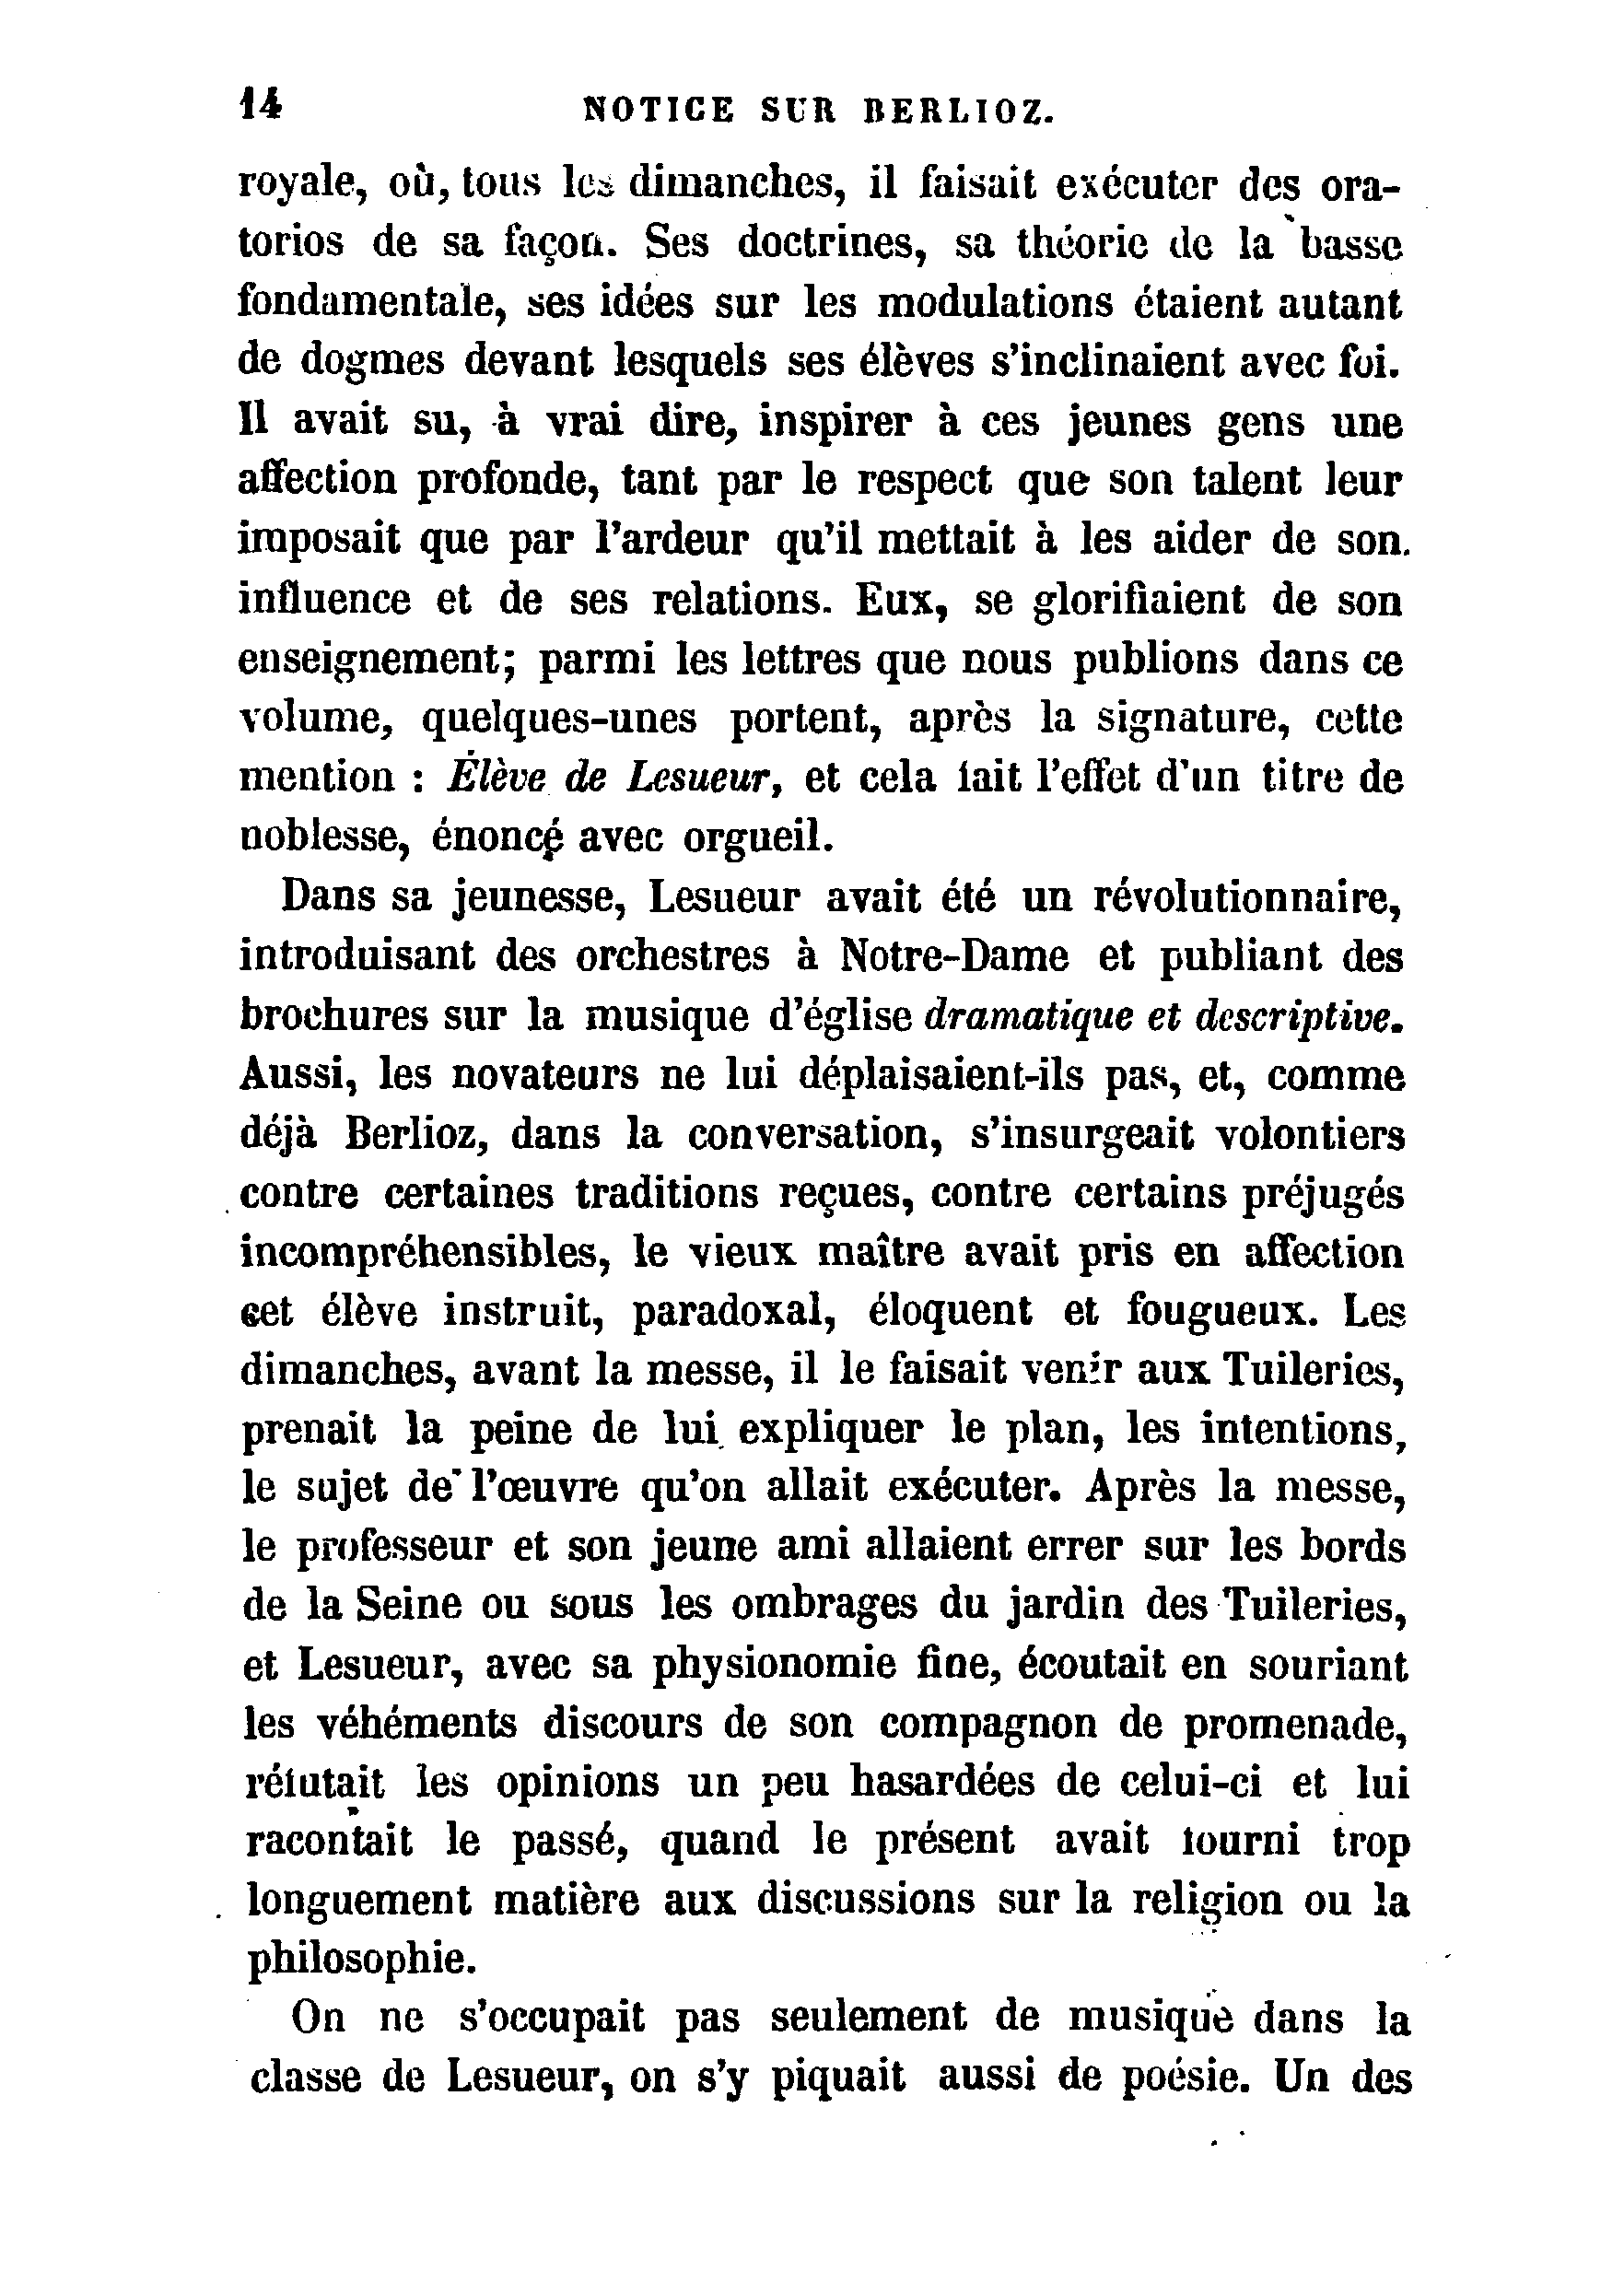 14 NOTICE SUR BERLIOZ.
royale, où, tous les dimanches, il faisait exécuter des ora-
torios de sa façon. Ses doctrines, sa théorie de la basse
fondamentale, ses idées sur les modulations étaient autant
de dogmes devant lesquels ses élèves s'inclinaient avec foi.
Il avait su, à vrai dire, inspirer à ces jeunes gens une
affection profonde, tant par le respect que son talent leur
imposait que par l'ardeur qu'il mettait à les aider de son.
influence et de ses relations. Eux, se glorifiaient de son
enseignement; parmi les lettres que nous publions dans ce
volume, quelques-unes portent, après la signature, cette
mention : Élève de Lesueur, et cela fait l'effet d'un titre de
noblesse, énoncé avec orgueil.
Dans sa jeunesse, Lesueur avait été un révolutionnaire,
introduisant des orchestres à Notre-Dame et publiant des
brochures sur la musique d'église dramatique et descriptive.
Aussi, les novateurs ne lui déplaisaient-ils pas, et, comme
déjà Berlioz, dans la conversation, s'insurgeait volontiers
contre certaines traditions reçues, contre certains préjugés
incompréhensibles, le vieux maître avait pris en affection
cet élève instruit, paradoxal, éloquent et fougueux. Les
dimanches, avant la messe, il le faisait venir aux Tuileries,
prenait la peine de lui expliquer le plan, les intentions,
le sujet de l'œuvre qu'on allait exécuter. Après la messe,
le professeur et son jeune ami allaient errer sur les bords
de la Seine ou sous les ombrages du jardin des Tuileries,
et Lesueur, avec sa physionomie fine, écoutait en souriant
les véhéments discours de son compagnon de promenade,
réfutait les opinions un peu hasardées de celui-ci et lui
racontait le passé, quand le présent avait fourni trop
longuement matière aux discussions sur la religion ou la
philosophie.
On ne s'occupait pas seulement de musique dans la
classe de Lesueur, on s'y piquait aussi de poésie. Un des